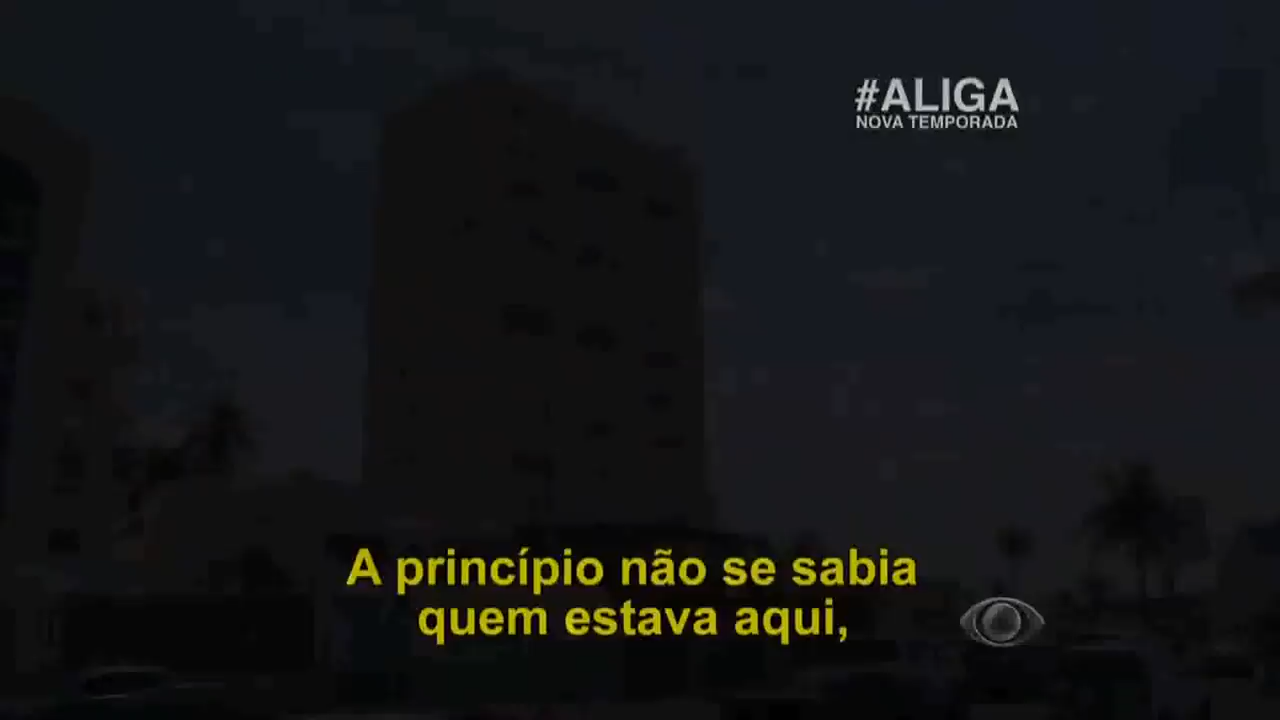 #ALIGA
NOVA TEMPORADA
A princípio não se sabia
quem estava aqui,